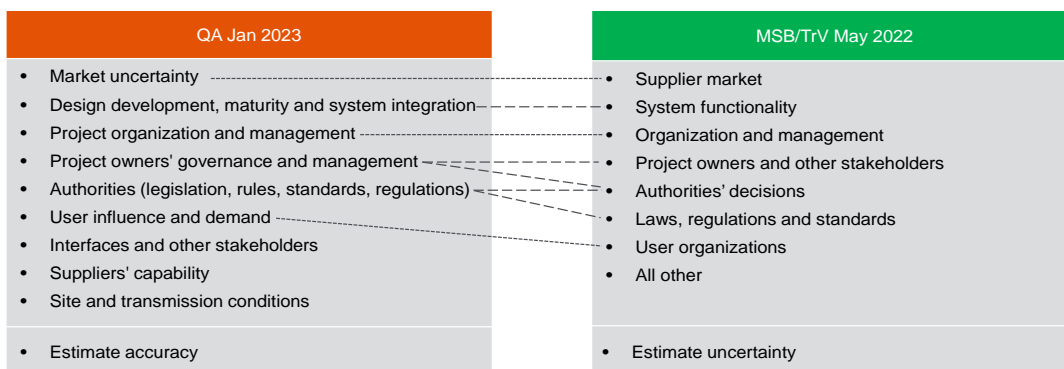 QA Jan 2023
• Market uncertainty
• Design development, maturity and system integration
• Project organization and management
• Project owners' governance and management
• Authorities (legislation, rules, standards, regulations)
• User influence and demand
• Interfaces and other stakeholders
• Suppliers' capability
• Site and transmission conditions
• Estimate accuracy
MSB/TrV May 2022
• Supplier market
• System functionality
• Organization and management
• Project owners and other stakeholders
• Authorities’ decisions
• Laws, regulations and standards
• User organizations
• All other
• Estimate uncertainty